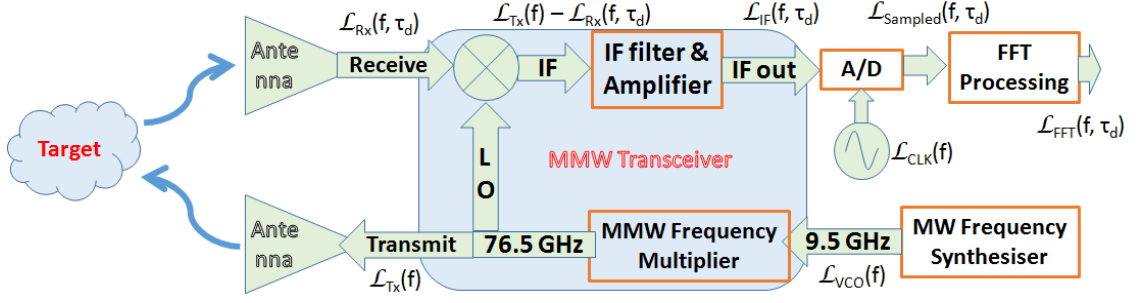 ℒRx(f, τd)
ℒTx(f) – ℒRx(f, τd)
ℒIF(f, τd)
ℒSampled(f, τd)
Ante
nna
Receive
IF
IF filter &
Amplifier
IF out
A/D
FFT
Processing
ℒFFT(f, τd)
Target
L
O
MMW Transceiver
ℒCLK(f)
Ante
nna
Transmit
76.5 GHz
MMW Frequency
Multiplier
9.5 GHz
MW Frequency
Synthesiser
ℒTx(f)
ℒVCO(f)